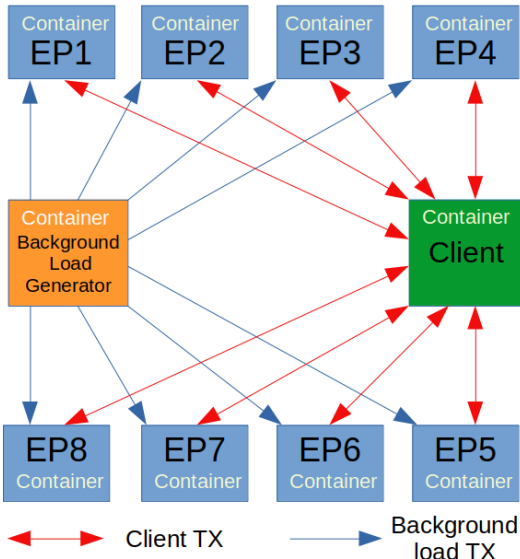 Container
EP1
Container
EP2
Container
EP3
Container
EP4
Container
Background
Load
Generator
Container
Client
EP8
Container
EP7
Container
EP6
Container
EP5
Container
Client TX
Background
load TX